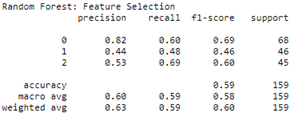 Random Forest: Feature Selection
precision recall f1-score support
0 0.82 0.60 0.69 68
1 0.44 0.48 0.46 46
2 0.53 0.69 0.60 45
accuracy 0.59 159
macro avg 0.60 0.59 0.58 159
weighted avg 0.63 0.59 0.60 159